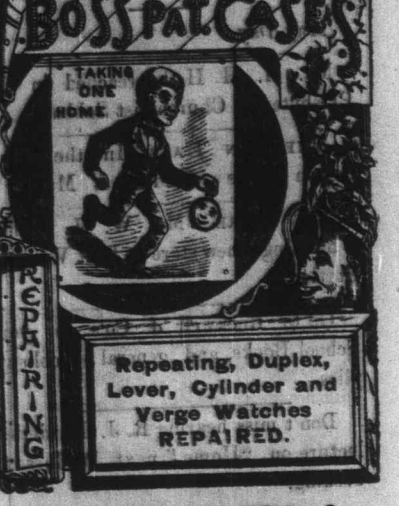 BOSS PAT. CASES
TAKING
ONE
HOME
REPAIRING
Repeating, Duplex,
Lever, Cylinder and
Verge Watches
REPAIRED.